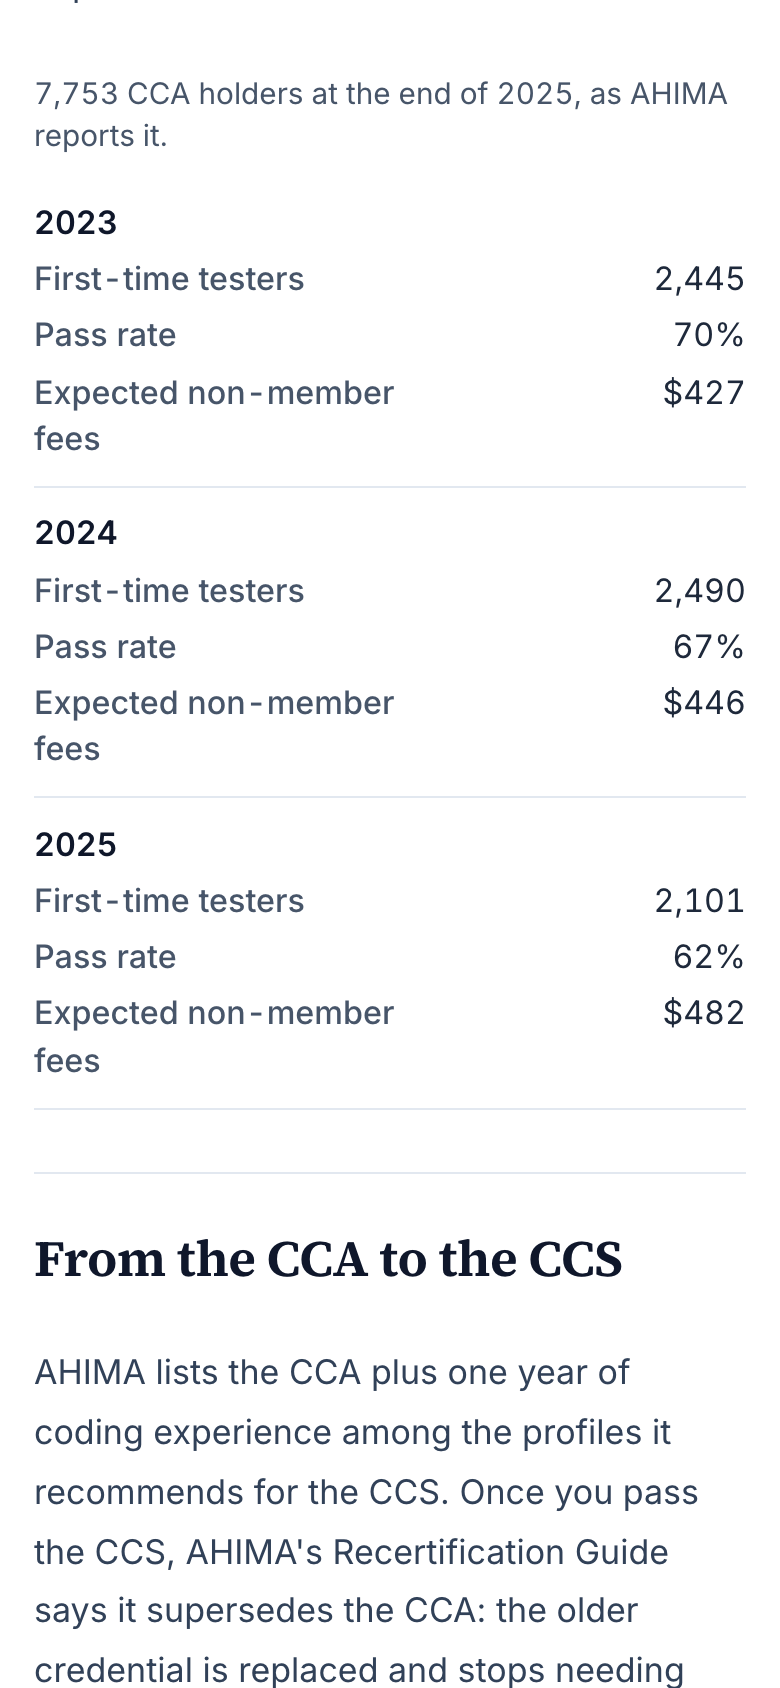 7,753 CCA holders at the end of 2025, as AHIMA
reports it.
2023
First-time testers 2,445
Pass rate 70%
Expected non-member $427
fees
2024
First-time testers 2,490
Pass rate 67%
Expected non-member $446
fees
2025
First-time testers 2,101
Pass rate 62%
Expected non-member $482
fees
From the CCA to the CCS
AHIMA lists the CCA plus one year of
coding experience among the profiles it
recommends for the CCS. Once you pass
the CCS, AHIMA's Recertification Guide
says it supersedes the CCA: the older
credential is replaced and stops needing